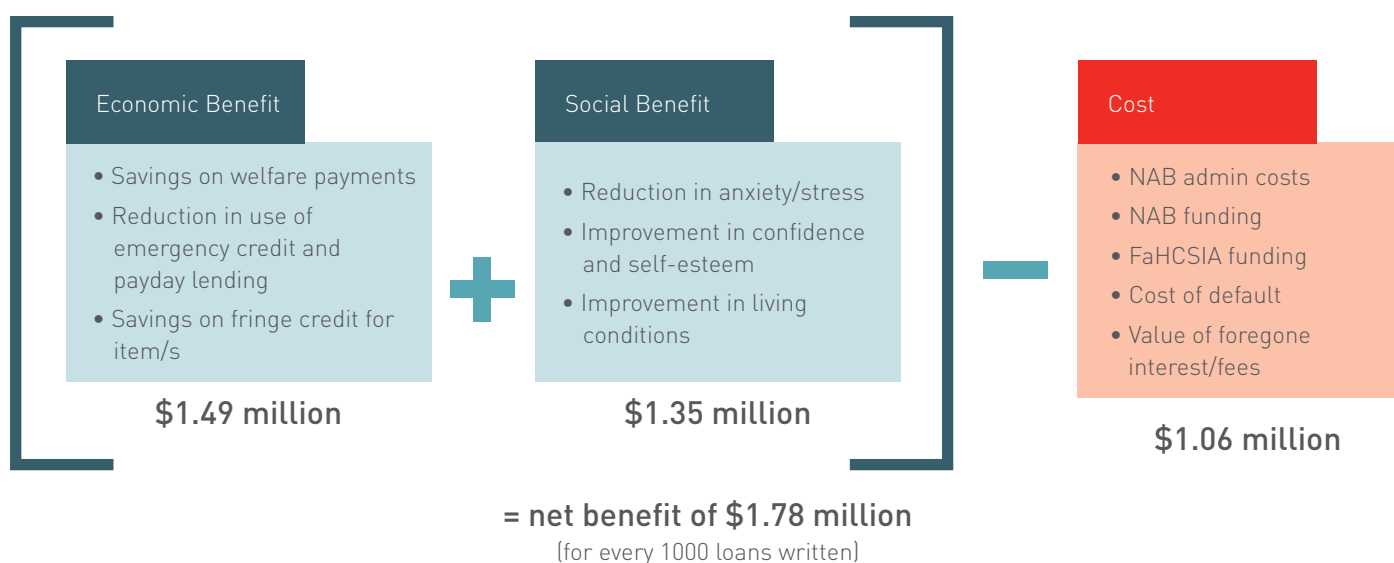 Economic Benefit
• Savings on welfare payments
• Reduction in use of
emergency credit and
payday lending
• Savings on fringe credit for
item/s
$1.49 million
+
Social Benefit
• Reduction in anxiety/stress
• Improvement in confidence
and self-esteem
• Improvement in living
conditions
$1.35 million
–
Cost
• NAB admin costs
• NAB funding
• FaHCSIA funding
• Cost of default
• Value of foregone
interest/fees
$1.06 million
= net benefit of $1.78 million
(for every 1000 loans written)